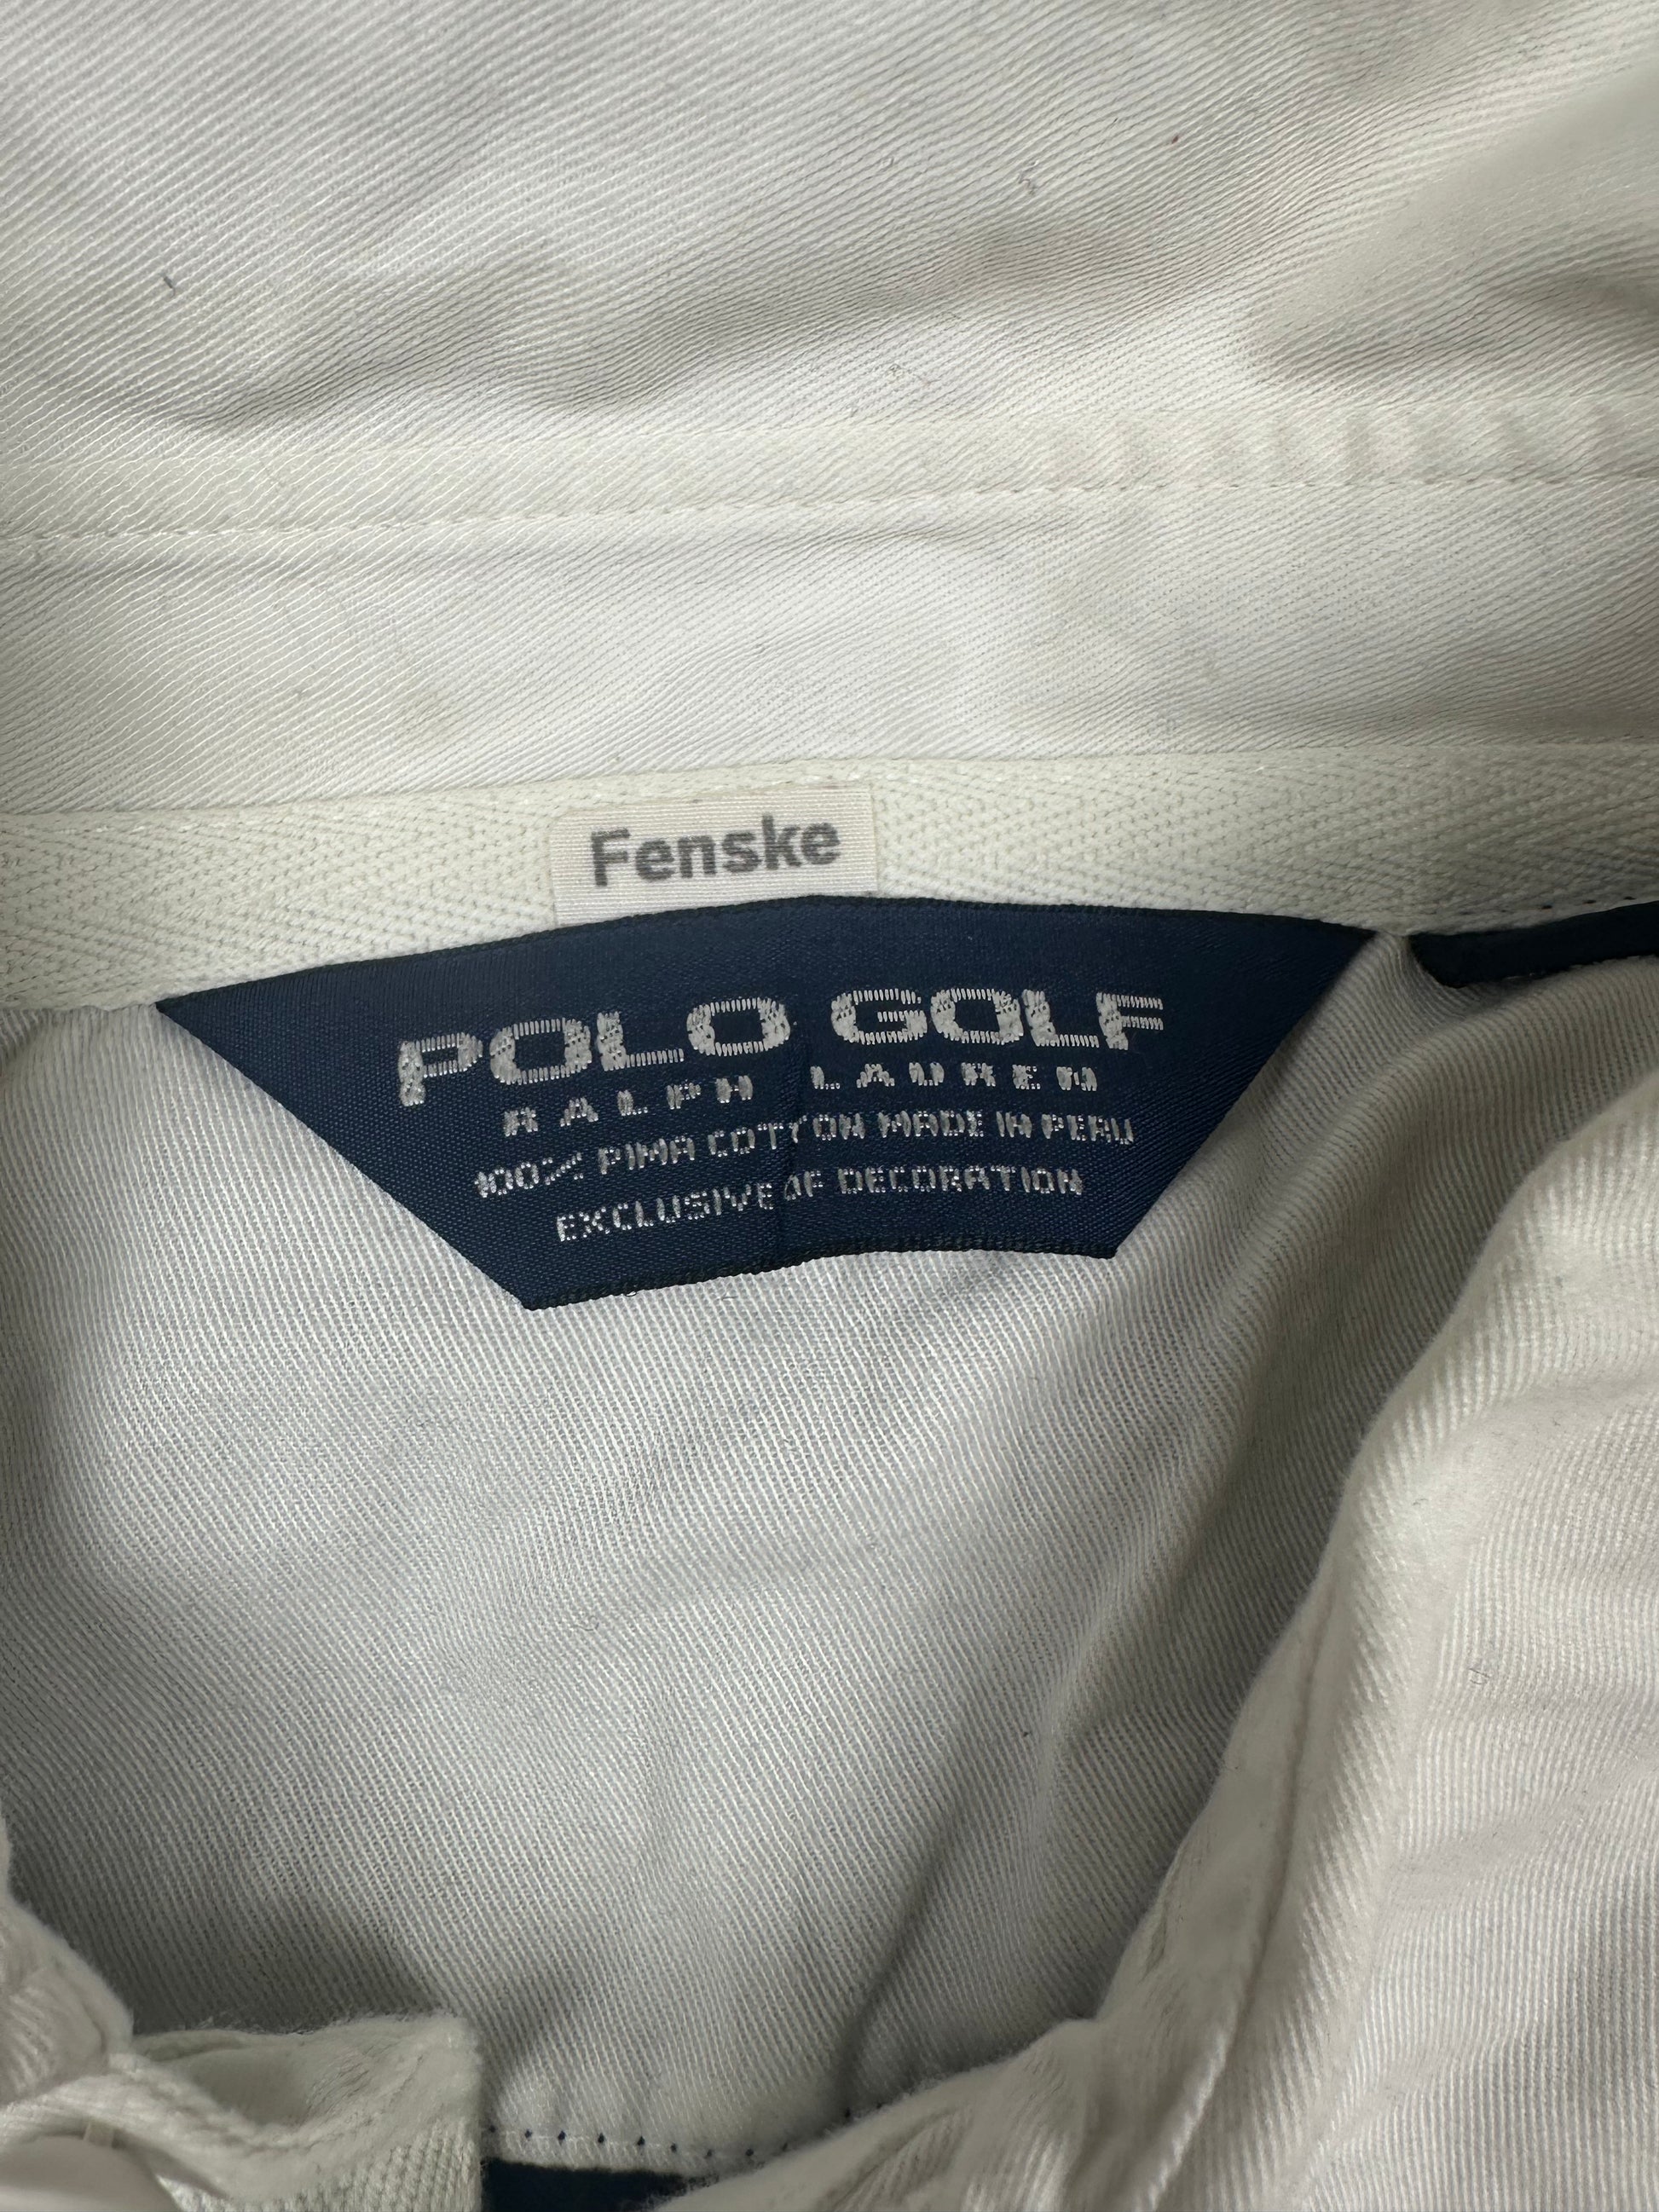 Fenske
POLO GOLF
RALPH LAUREN
100% PIMA COTTON MADE IN PERU
EXCLUSIVE OF DECORATION